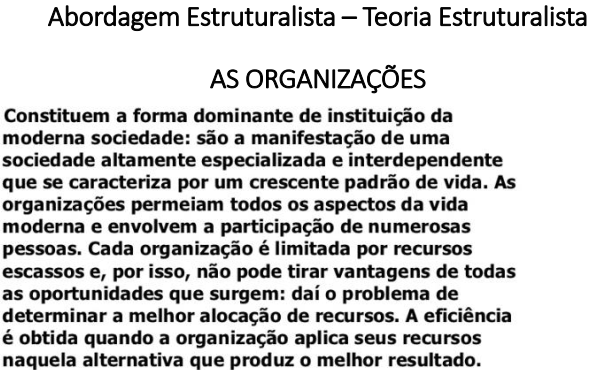 Abordagem Estruturalista – Teoria Estruturalista
AS ORGANIZAÇÕES
Constituem a forma dominante de instituição da
moderna sociedade: são a manifestação de uma
sociedade altamente especializada e interdependente
que se caracteriza por um crescente padrão de vida. As
organizações permeiam todos os aspectos da vida
moderna e envolvem a participação de numerosas
pessoas. Cada organização é limitada por recursos
escassos e, por isso, não pode tirar vantagens de todas
as oportunidades que surgem: daí o problema de
determinar a melhor alocação de recursos. A eficiência
é obtida quando a organização aplica seus recursos
naquela alternativa que produz o melhor resultado.